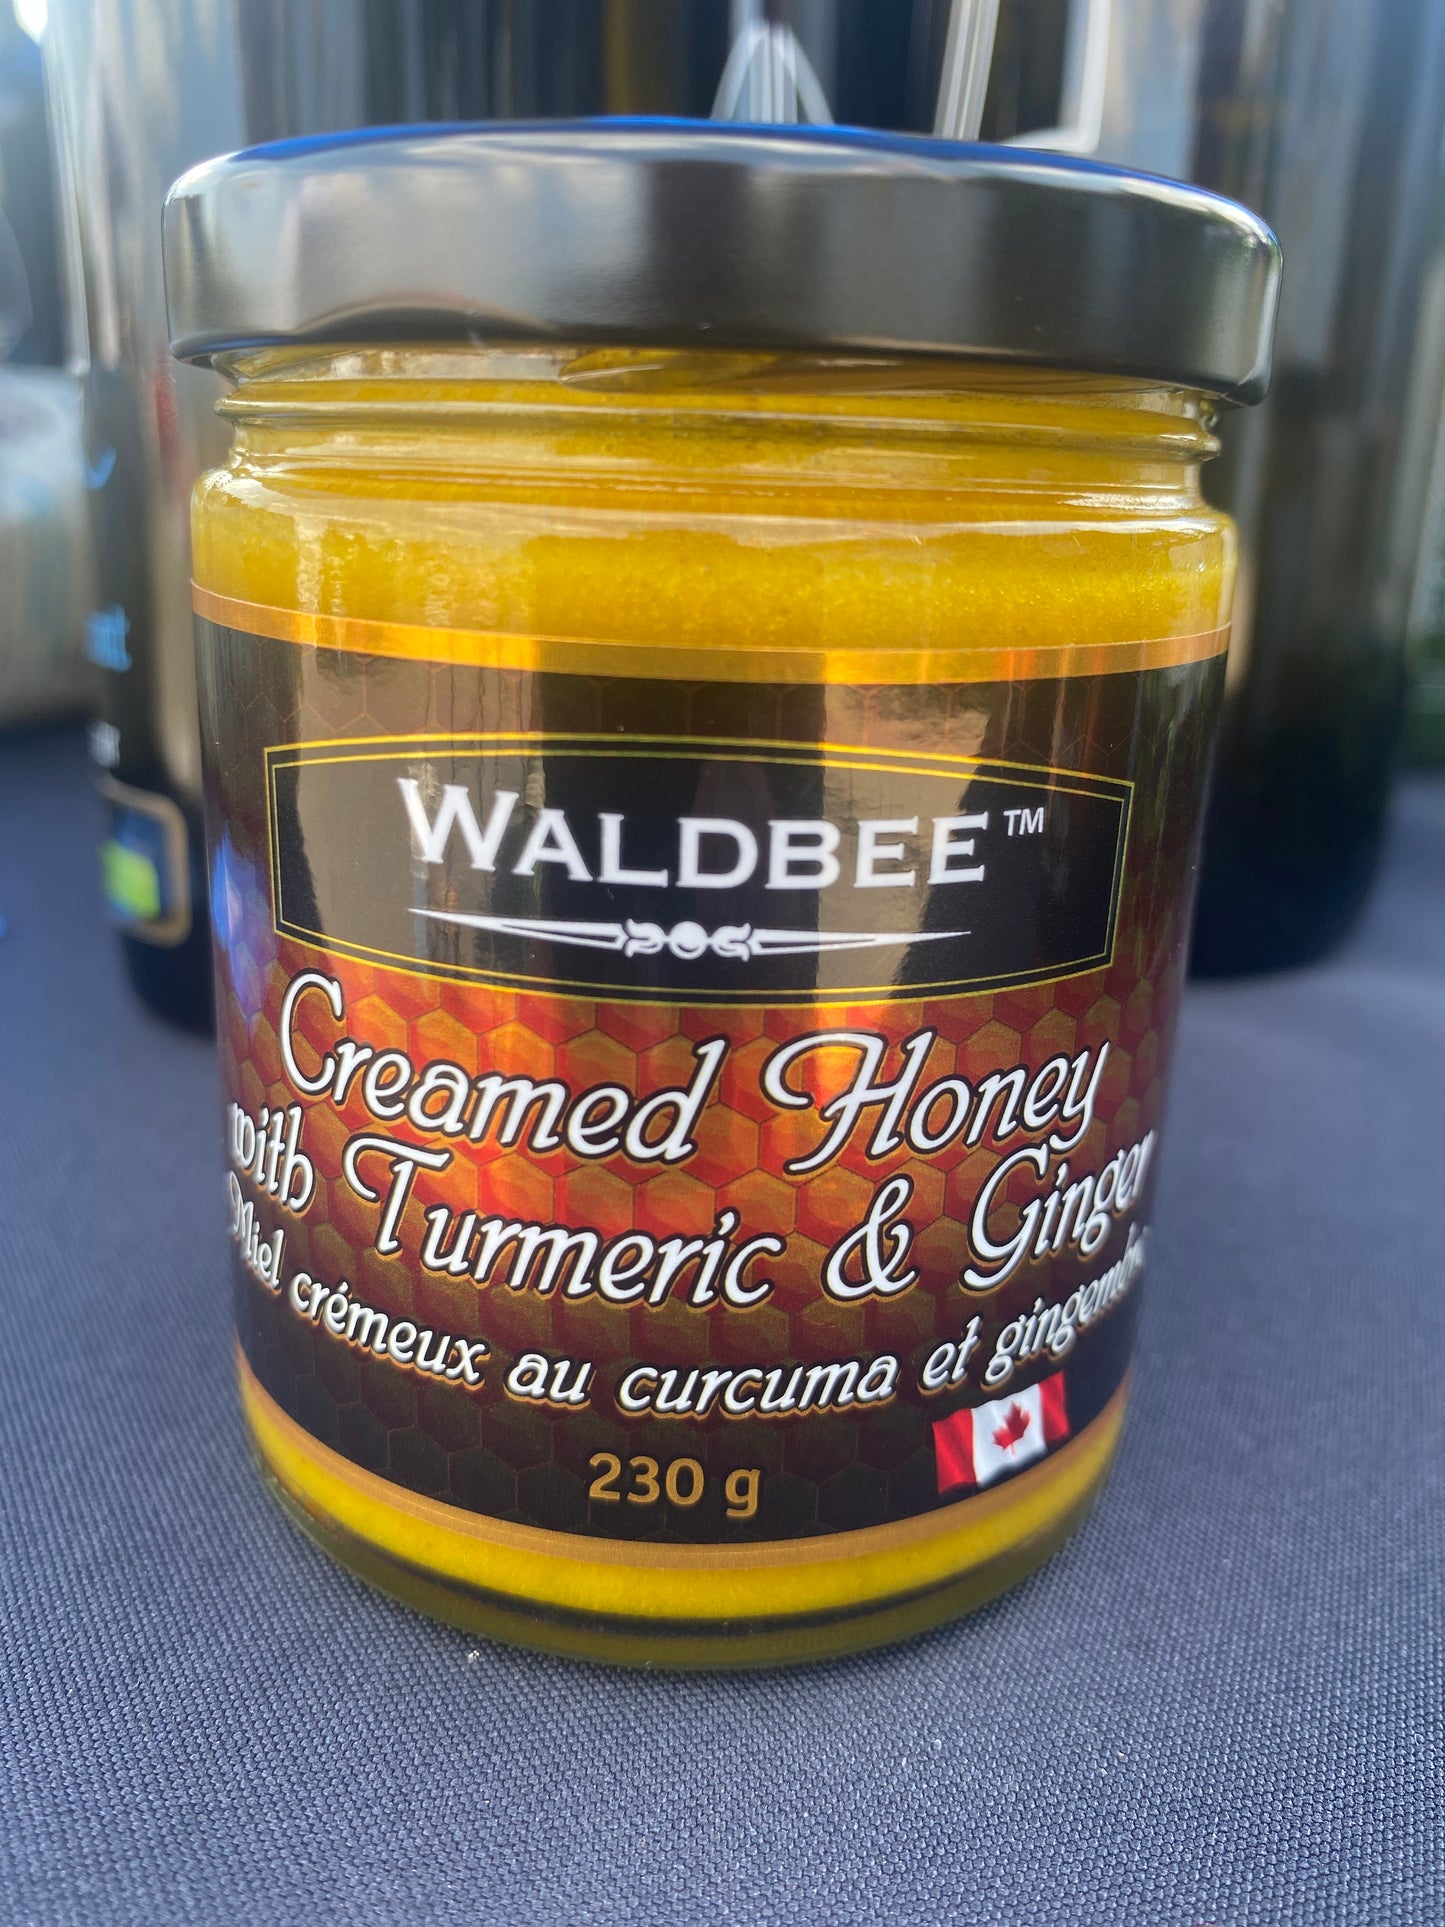 WALDBEE™
Creamed Honey
with Turmeric & Ginger
Miel crémeux au curcuma et gingembre
230 g